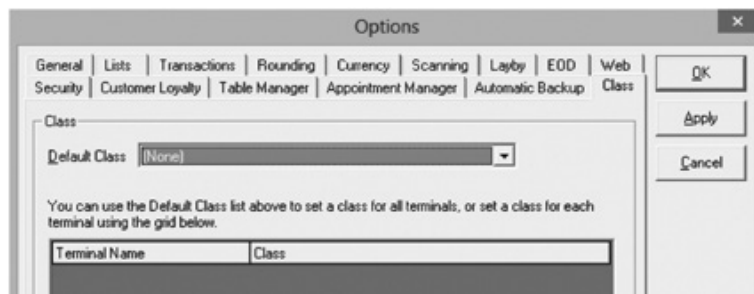 Options
General Lists Transactions Rounding Currency Scanning Layby EOD Web
Security Customer Loyalty Table Manager Appointment Manager Automatic Backup Class
OK
Apply
Cancel
Class
Default Class (None)
You can use the Default Class list above to set a class for all terminals, or set a class for each
terminal using the grid below.
Terminal Name Class